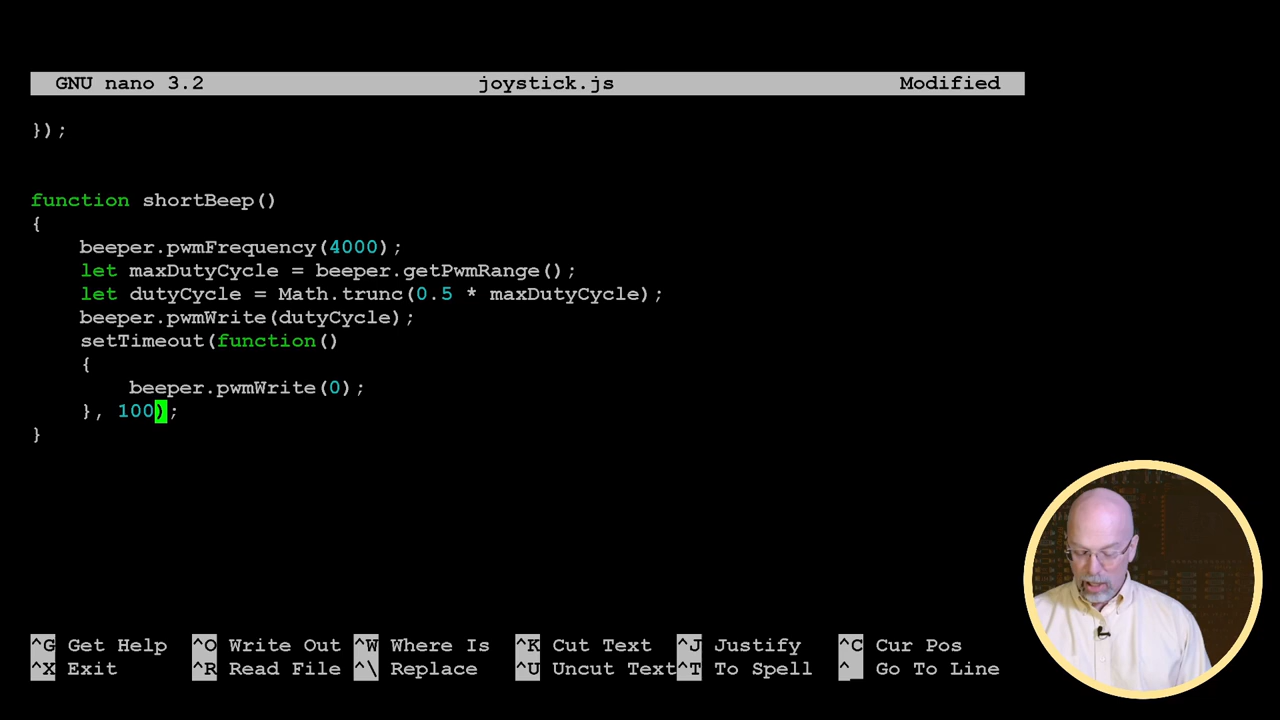 GNU nano 3.2 joystick.js Modified
});
function shortBeep()
{
beeper.pwmFrequency(4000);
let maxDutyCycle = beeper.getPwmRange();
let dutyCycle = Math.trunc(0.5 * maxDutyCycle);
beeper.pwmWrite(dutyCycle);
setTimeout(function()
{
beeper.pwmWrite(0);
}, 100);
}
^G Get Help ^O Write Out ^W Where Is ^K Cut Text ^J Justify ^C Cur Pos
^X Exit ^R Read File ^\ Replace ^U Uncut Text ^T To Spell ^_ Go To Line